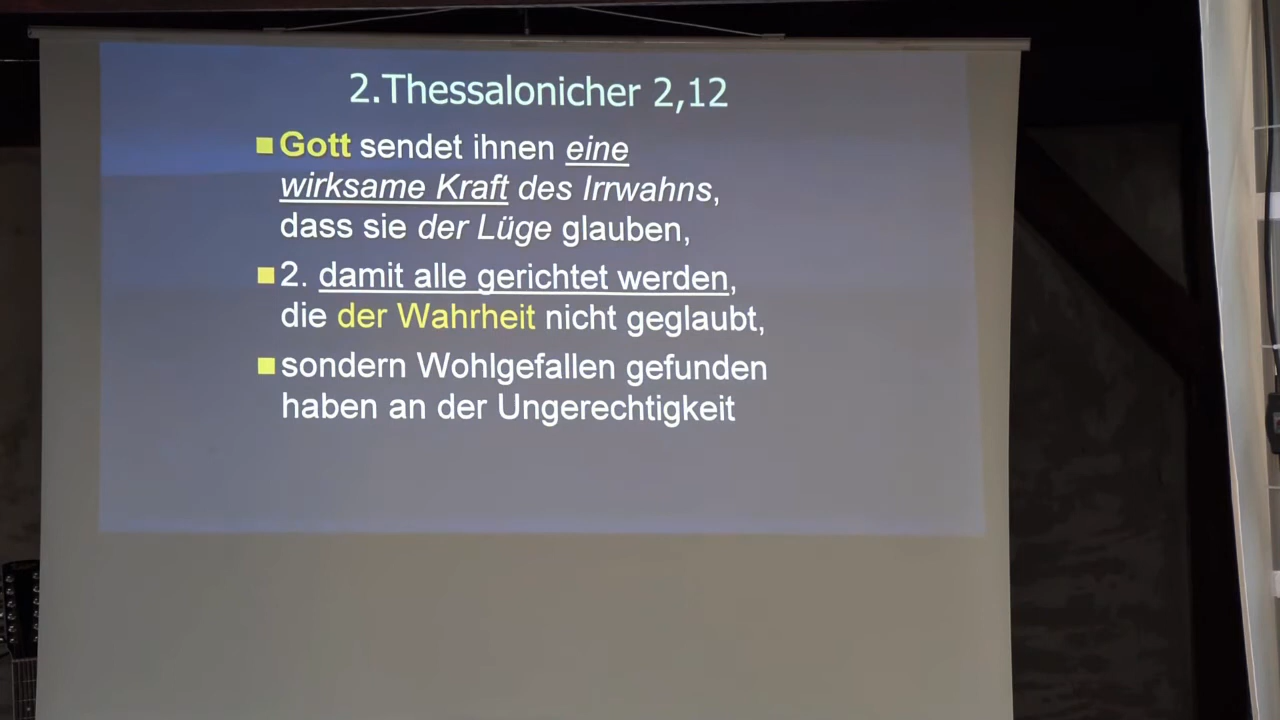 2.Thessalonicher 2,12
Gott sendet ihnen eine
wirksame Kraft des Irrwahns,
dass sie der Lüge glauben,
2. damit alle gerichtet werden,
die der Wahrheit nicht geglaubt,
sondern Wohlgefallen gefunden
haben an der Ungerechtigkeit